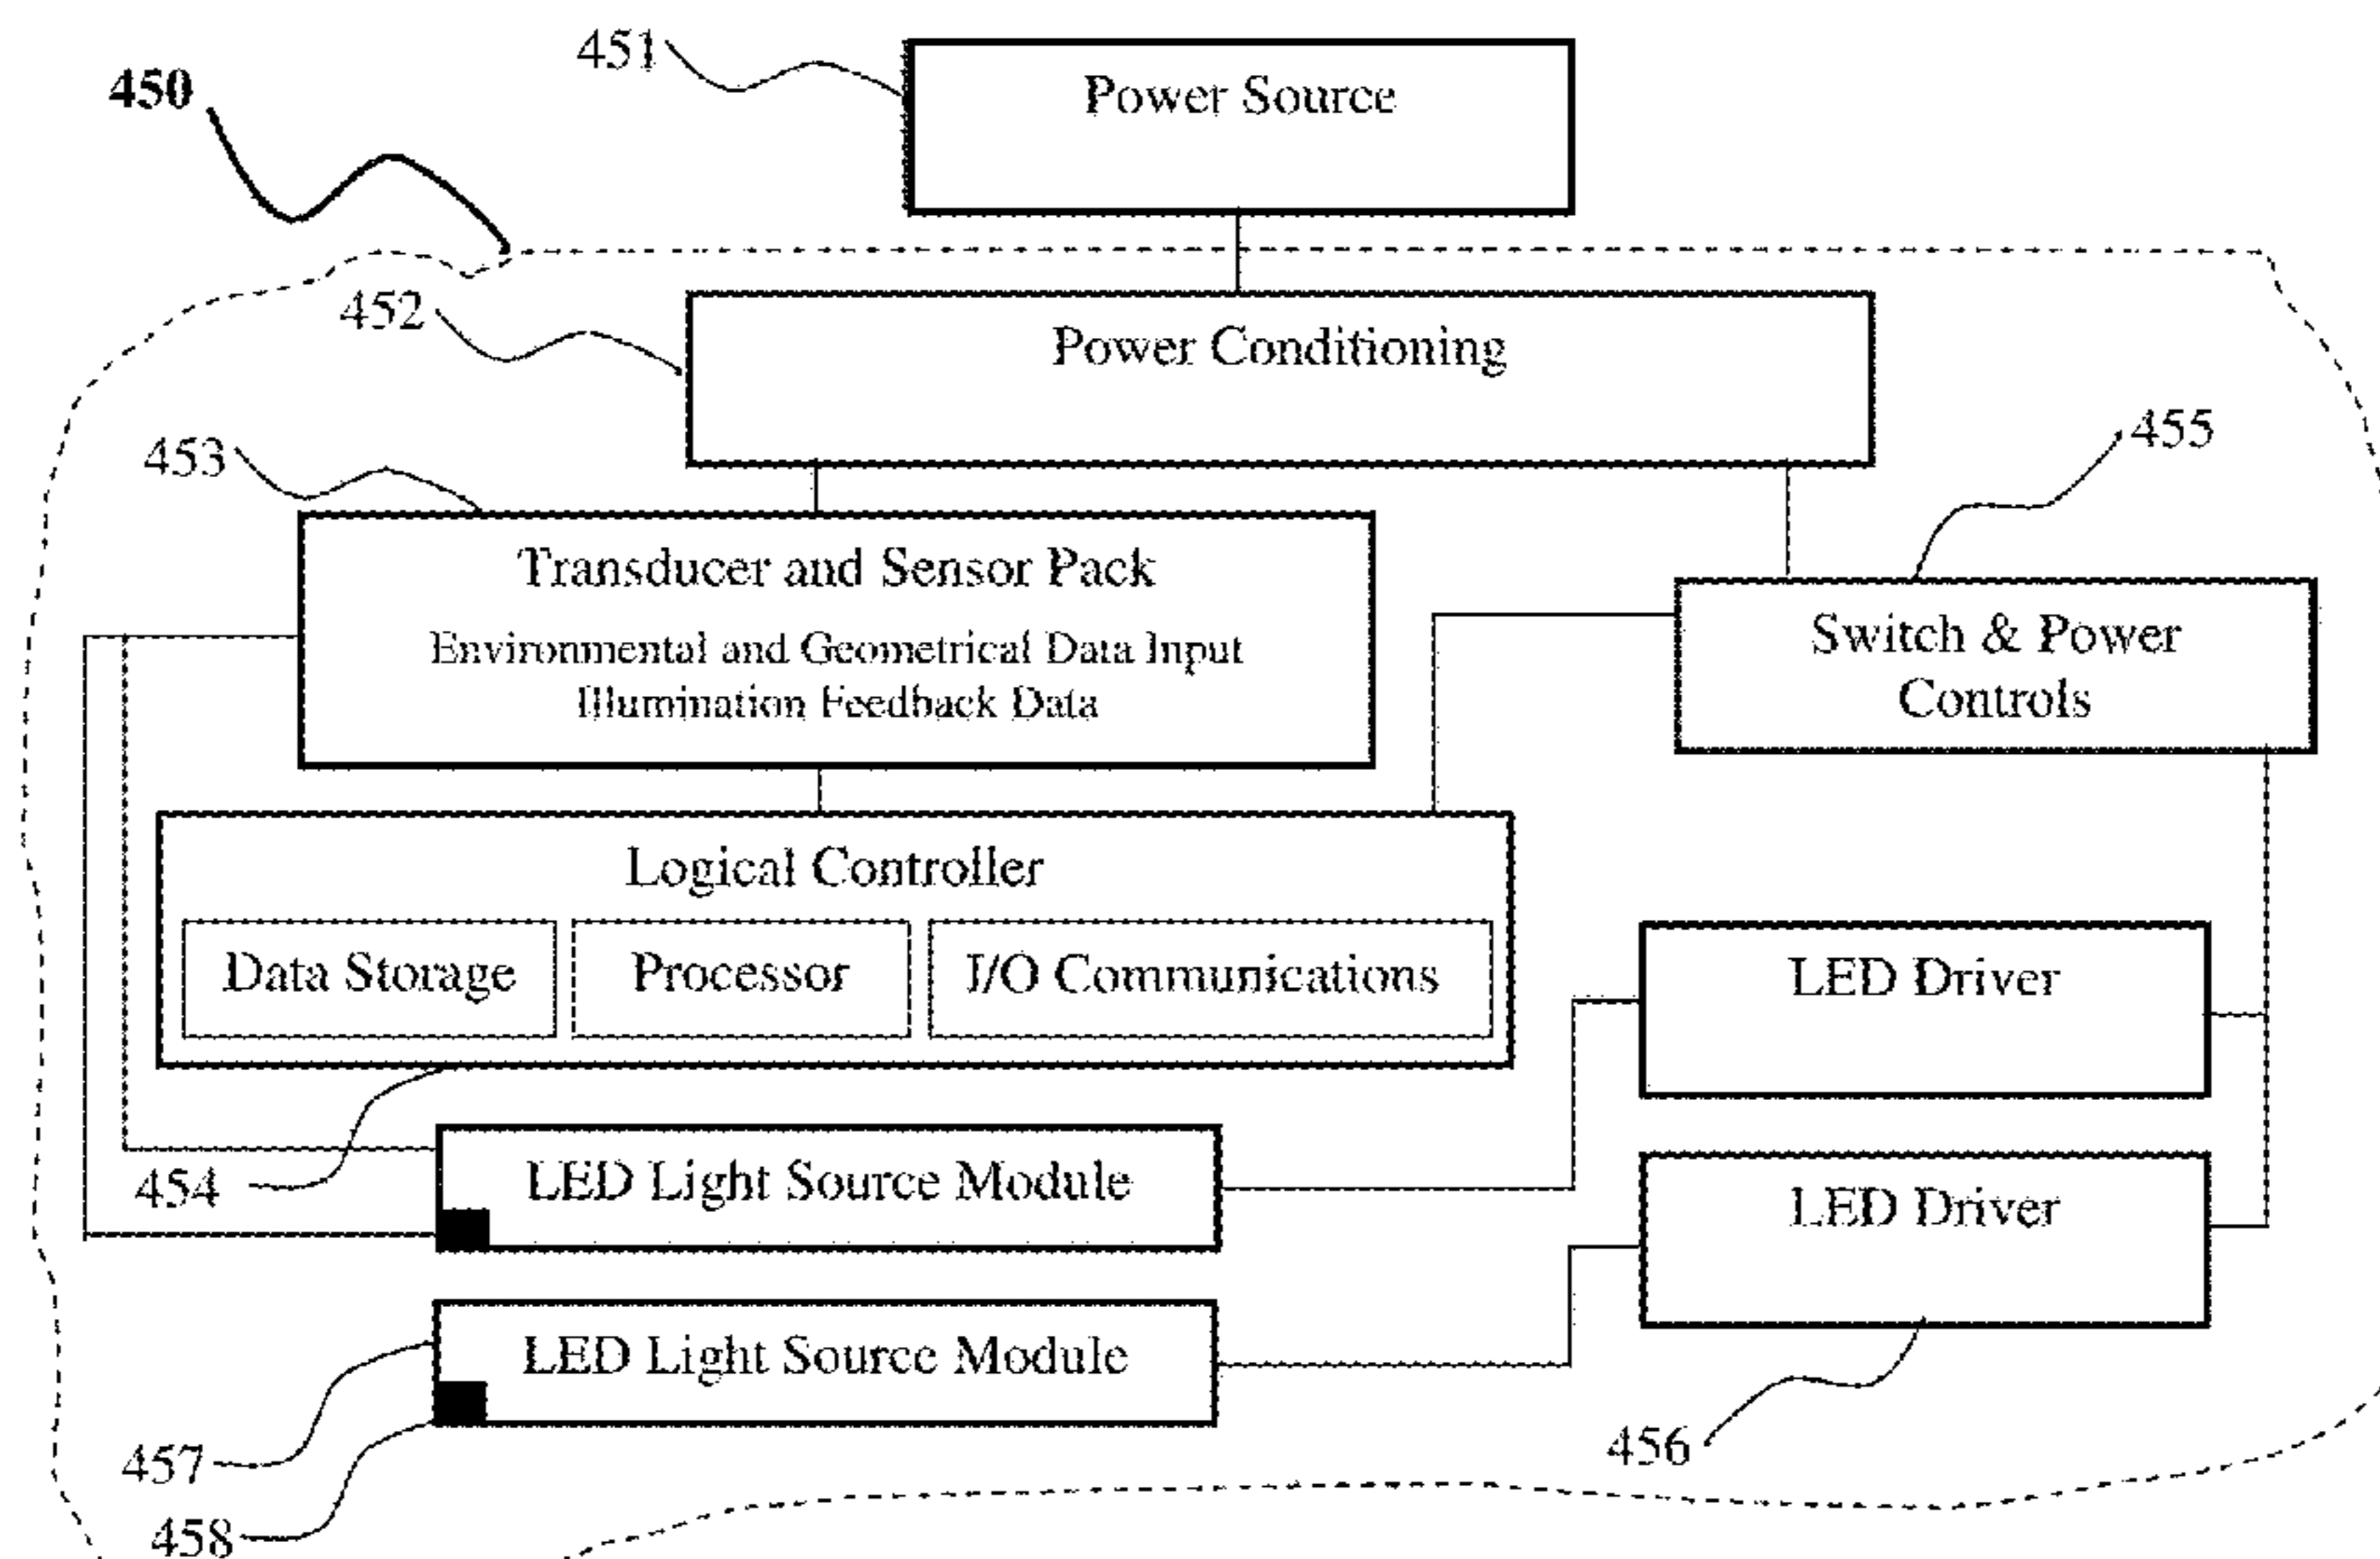 451
Power Source
450
452
Power Conditioning
453
455
Transducer and Sensor Pack
Environmental and Geometrical Data Input
Illumination Feedback Data
Switch & Power
Controls
Logical Controller
Data Storage
Processor
I/O Communications
LED Driver
454
LED Light Source Module
LED Driver
LED Light Source Module
457
456
458